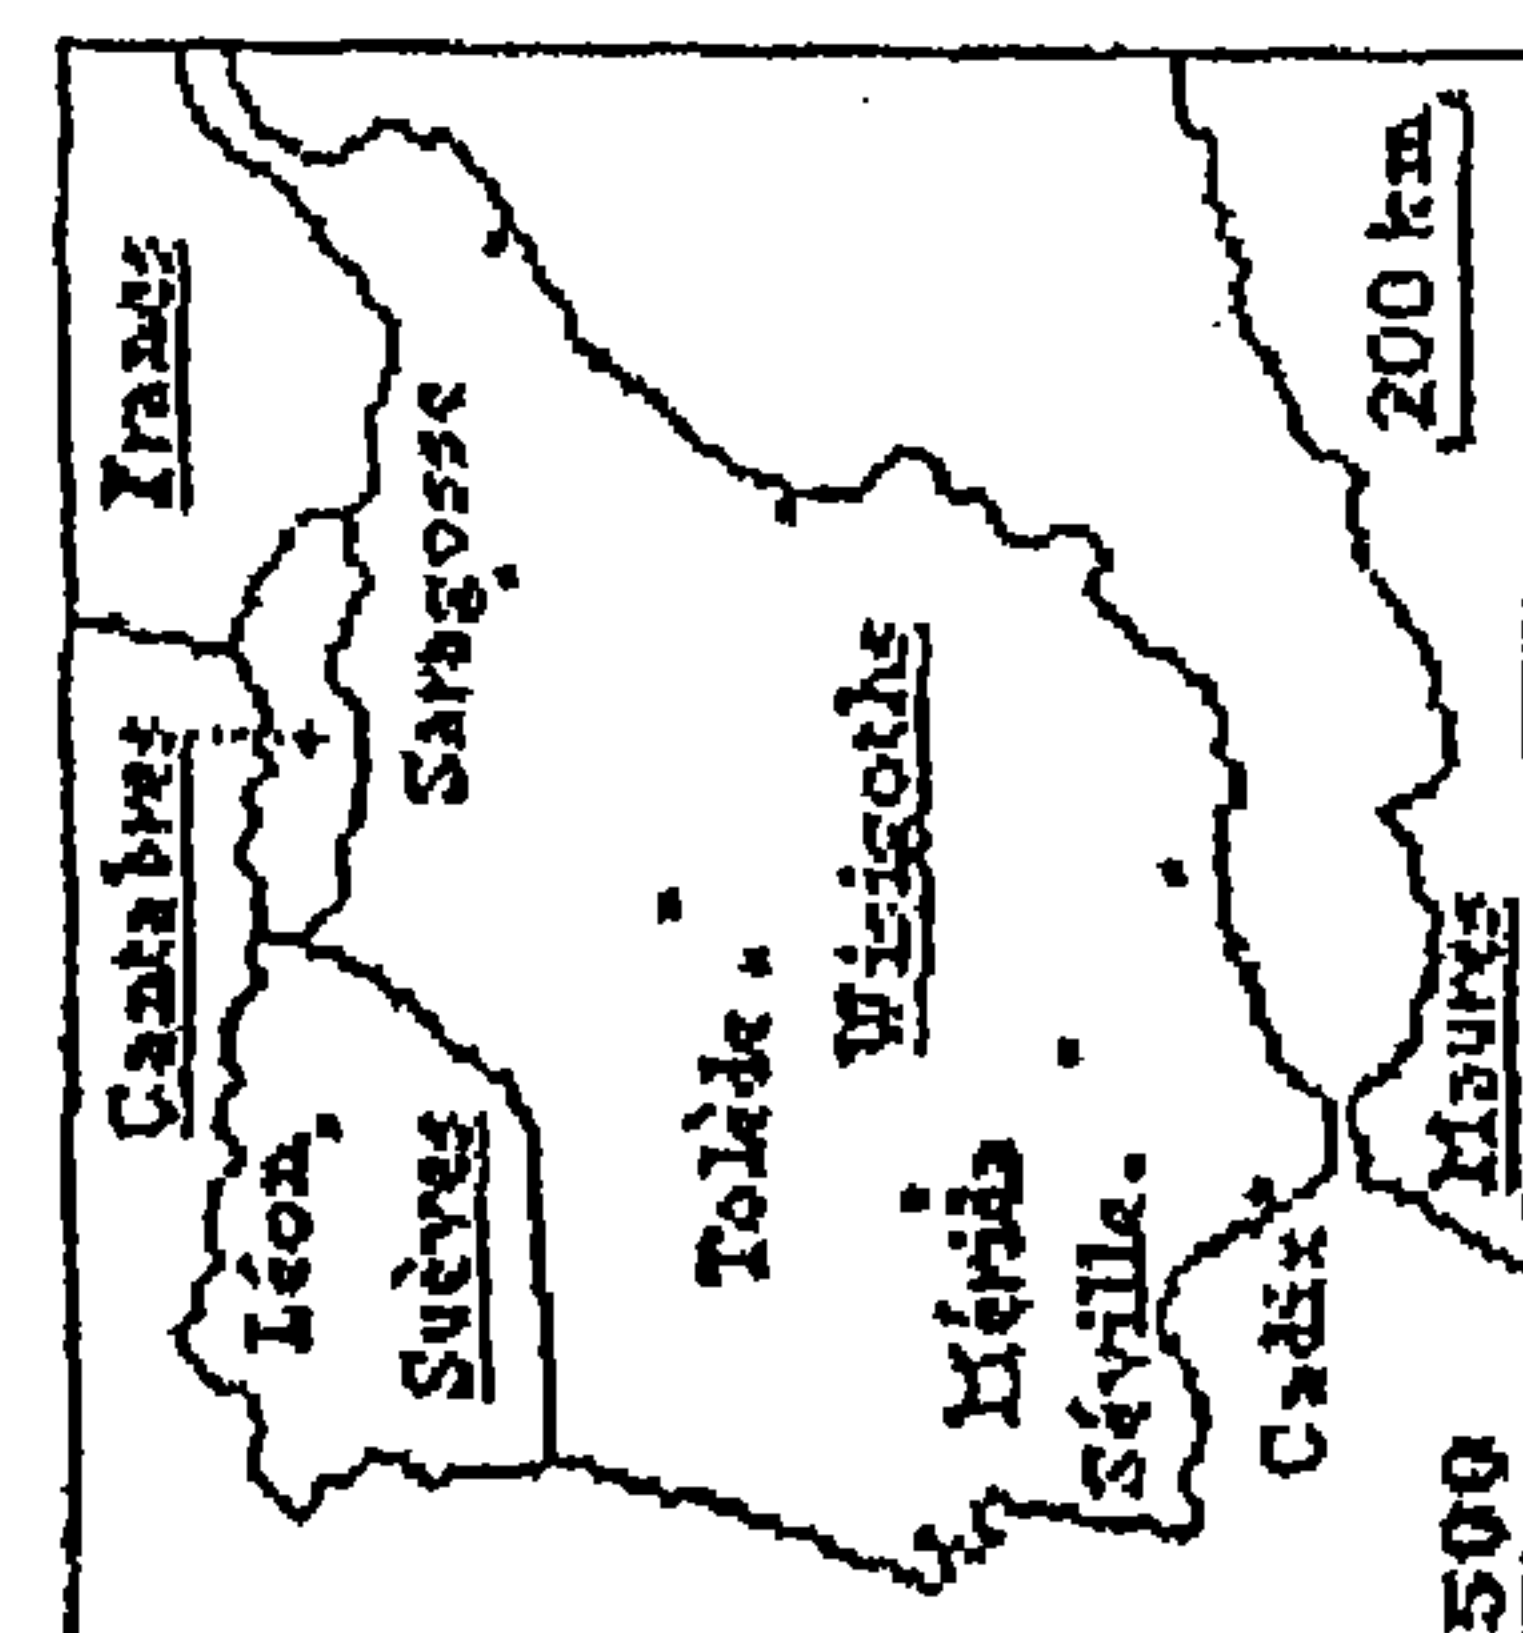 Francs
Cantabres
Saragosse
Léon
Suèves
Wisigoths
Tolède
Mérida
Séville
Cadix
Maures
200 km
500